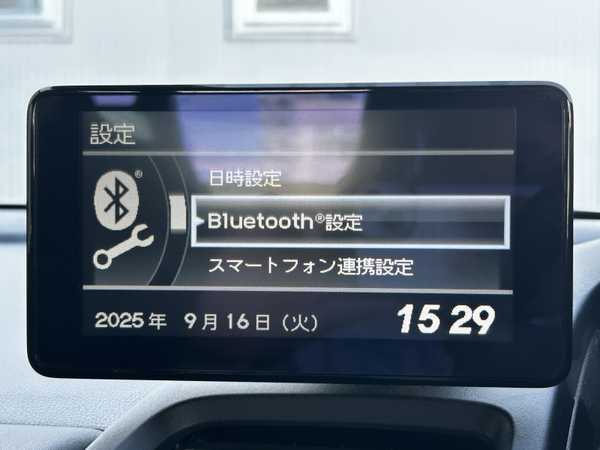 設定
日時設定
Bluetooth®設定
スマートフォン連携設定
2025年 9月16日(火) 15 29